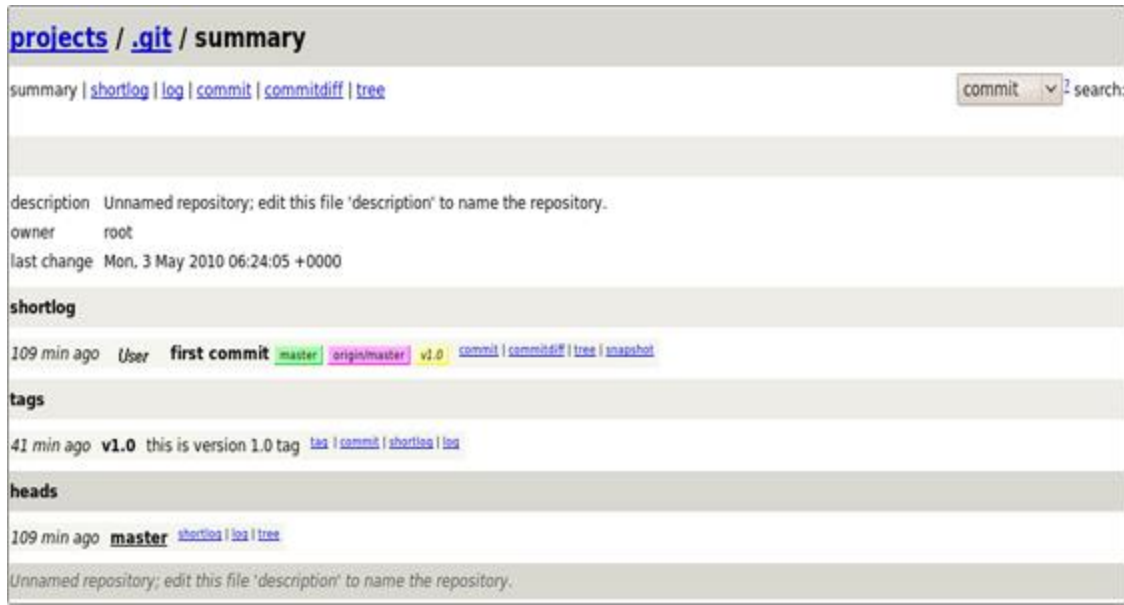 projects / .git / summary
summary | shortlog | log | commit | commitdiff | tree commit ? search:
description Unnamed repository; edit this file 'description' to name the repository.
owner root
last change Mon, 3 May 2010 06:24:05 +0000
shortlog
109 min ago User first commit master origin/master v1.0 commit | commitdiff | tree | snapshot
tags
41 min ago v1.0 this is version 1.0 tag tag | commit | shortlog | log
heads
109 min ago master shortlog | log | tree
Unnamed repository; edit this file 'description' to name the repository.